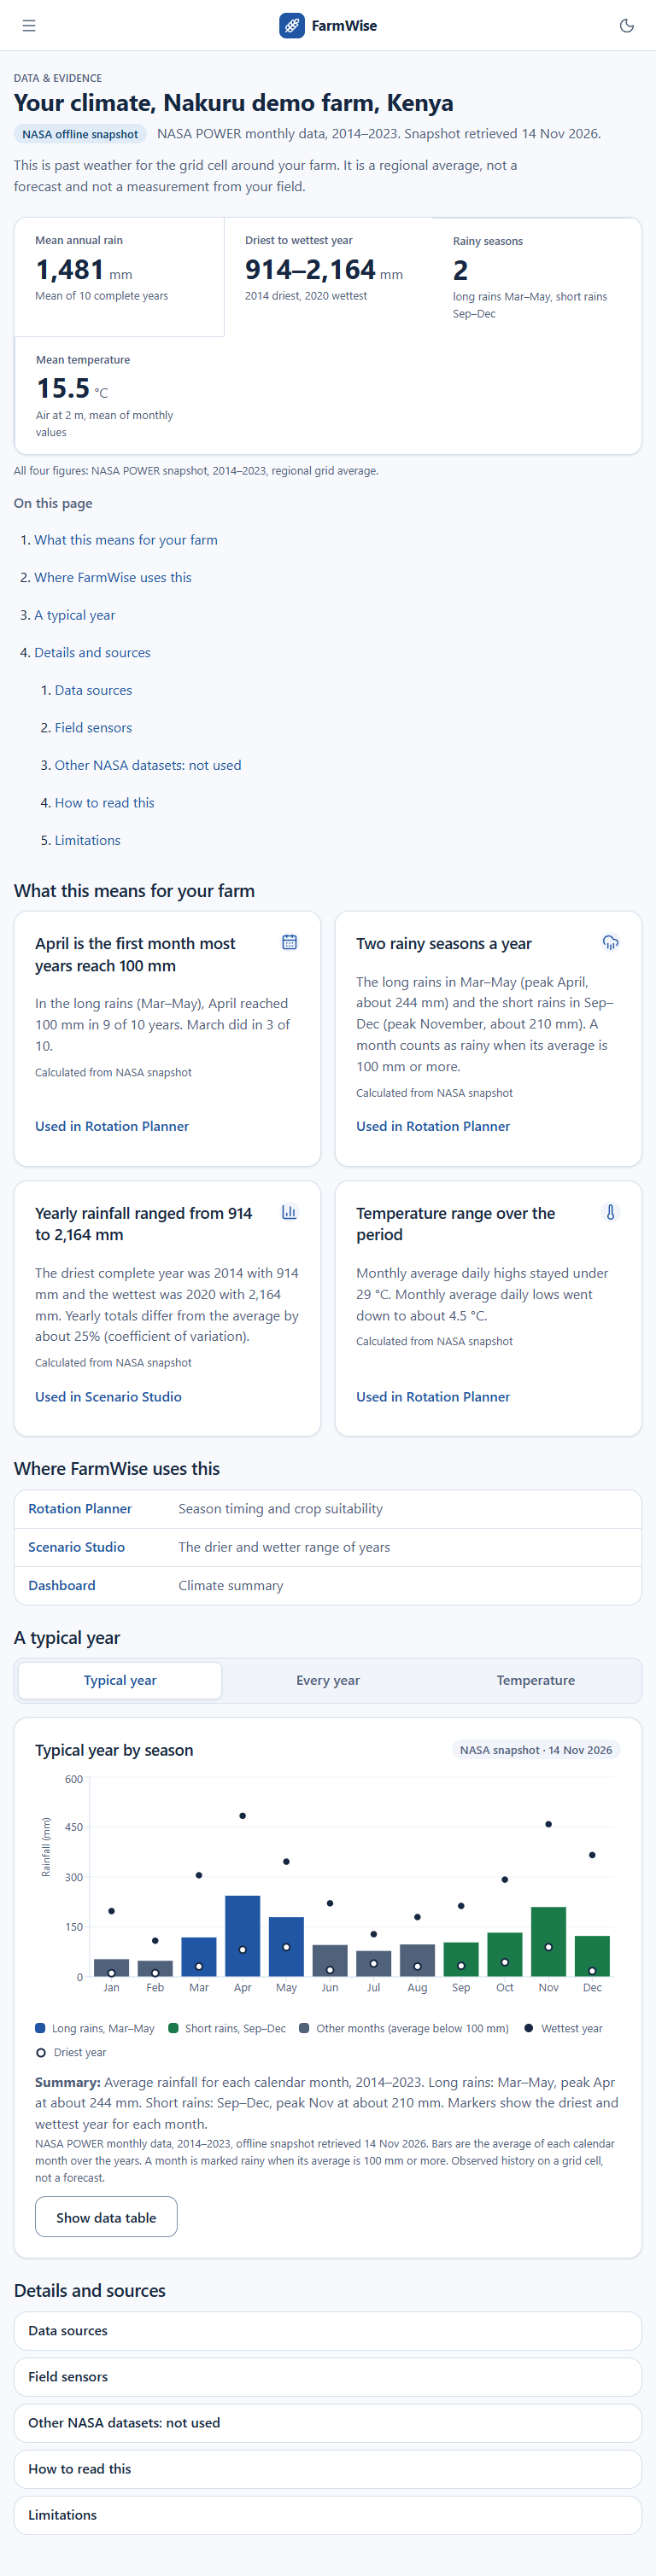 FarmWise
DATA & EVIDENCE
Your climate, Nakuru demo farm, Kenya
NASA offline snapshot NASA POWER monthly data, 2014–2023. Snapshot retrieved 14 Nov 2026.
This is past weather for the grid cell around your farm. It is a regional average, not a
forecast and not a measurement from your field.
Mean annual rain
1,481 mm
Mean of 10 complete years
Driest to wettest year
914–2,164 mm
2014 driest, 2020 wettest
Rainy seasons
2
long rains Mar–May, short rains
Sep–Dec
Mean temperature
15.5 °C
Air at 2 m, mean of monthly
values
All four figures: NASA POWER snapshot, 2014–2023, regional grid average.
On this page
1. What this means for your farm
2. Where FarmWise uses this
3. A typical year
4. Details and sources
1. Data sources
2. Field sensors
3. Other NASA datasets: not used
4. How to read this
5. Limitations
What this means for your farm
April is the first month most
years reach 100 mm
In the long rains (Mar–May), April reached
100 mm in 9 of 10 years. March did in 3 of
10.
Calculated from NASA snapshot
Used in Rotation Planner
Two rainy seasons a year
The long rains in Mar–May (peak April,
about 244 mm) and the short rains in Sep–
Dec (peak November, about 210 mm). A
month counts as rainy when its average is
100 mm or more.
Calculated from NASA snapshot
Used in Rotation Planner
Yearly rainfall ranged from 914
to 2,164 mm
The driest complete year was 2014 with 914
mm and the wettest was 2020 with 2,164
mm. Yearly totals differ from the average by
about 25% (coefficient of variation).
Calculated from NASA snapshot
Used in Scenario Studio
Temperature range over the
period
Monthly average daily highs stayed under
29 °C. Monthly average daily lows went
down to about 4.5 °C.
Calculated from NASA snapshot
Used in Rotation Planner
Where FarmWise uses this
Rotation Planner Season timing and crop suitability
Scenario Studio The drier and wetter range of years
Dashboard Climate summary
A typical year
Typical year Every year Temperature
Typical year by season
NASA snapshot · 14 Nov 2026
Rainfall (mm)
600
450
300
150
0
Jan Feb Mar Apr May Jun Jul Aug Sep Oct Nov Dec
Long rains, Mar–May Short rains, Sep–Dec Other months (average below 100 mm) Wettest year
Driest year
Summary: Average rainfall for each calendar month, 2014–2023. Long rains: Mar–May, peak Apr
at about 244 mm. Short rains: Sep–Dec, peak Nov at about 210 mm. Markers show the driest and
wettest year for each month.
NASA POWER monthly data, 2014–2023, offline snapshot retrieved 14 Nov 2026. Bars are the average of each calendar
month over the years. A month is marked rainy when its average is 100 mm or more. Observed history on a grid cell,
not a forecast.
Show data table
Details and sources
Data sources
Field sensors
Other NASA datasets: not used
How to read this
Limitations